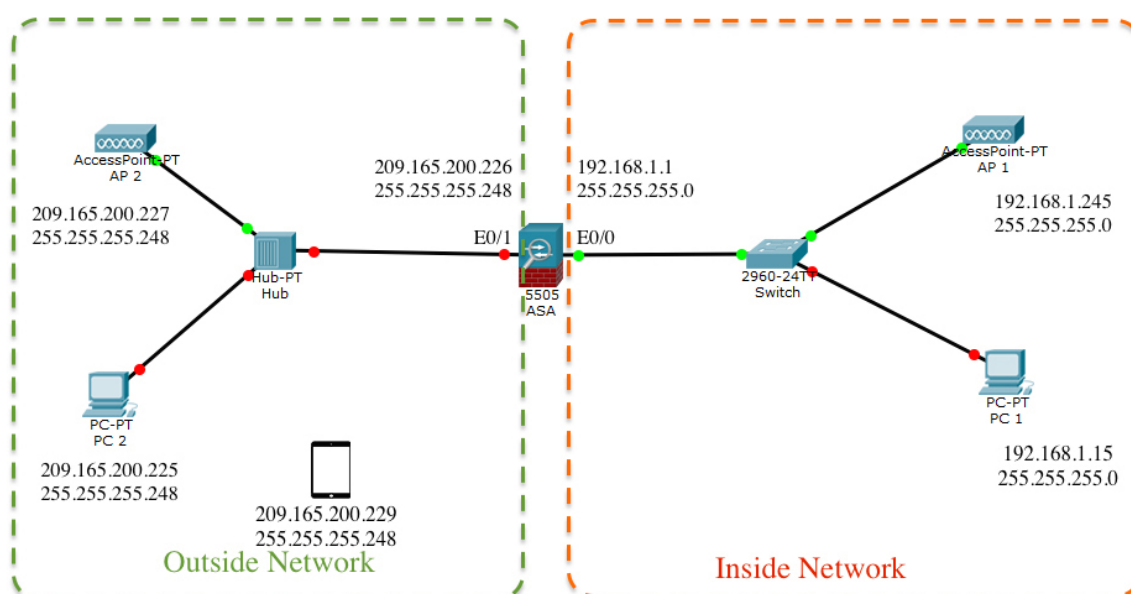 AccessPoint-PT
AP 2
209.165.200.227
255.255.255.248
Hub-PT
Hub
PC-PT
PC 2
209.165.200.225
255.255.255.248
209.165.200.229
255.255.255.248
Outside Network
209.165.200.226
255.255.255.248
E0/1
5505
ASA
192.168.1.1
255.255.255.0
E0/0
2960-24TT
Switch
AccessPoint-PT
AP 1
192.168.1.245
255.255.255.0
PC-PT
PC 1
192.168.1.15
255.255.255.0
Inside Network